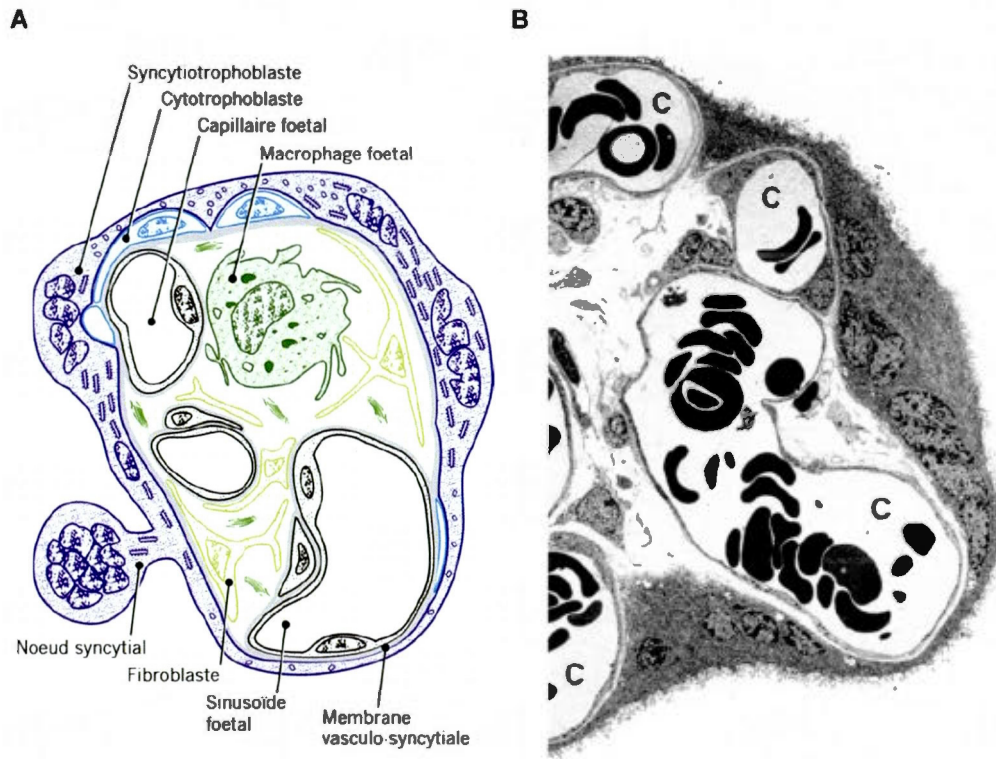 A
B
Syncytiotrophoblaste
Cytotrophoblaste
Capillaire foetal
Macrophage foetal
C
C
C
C
Noeud syncytial
Fibroblaste
Sinusoïde
foetal
Membrane
vasculo-syncytiale